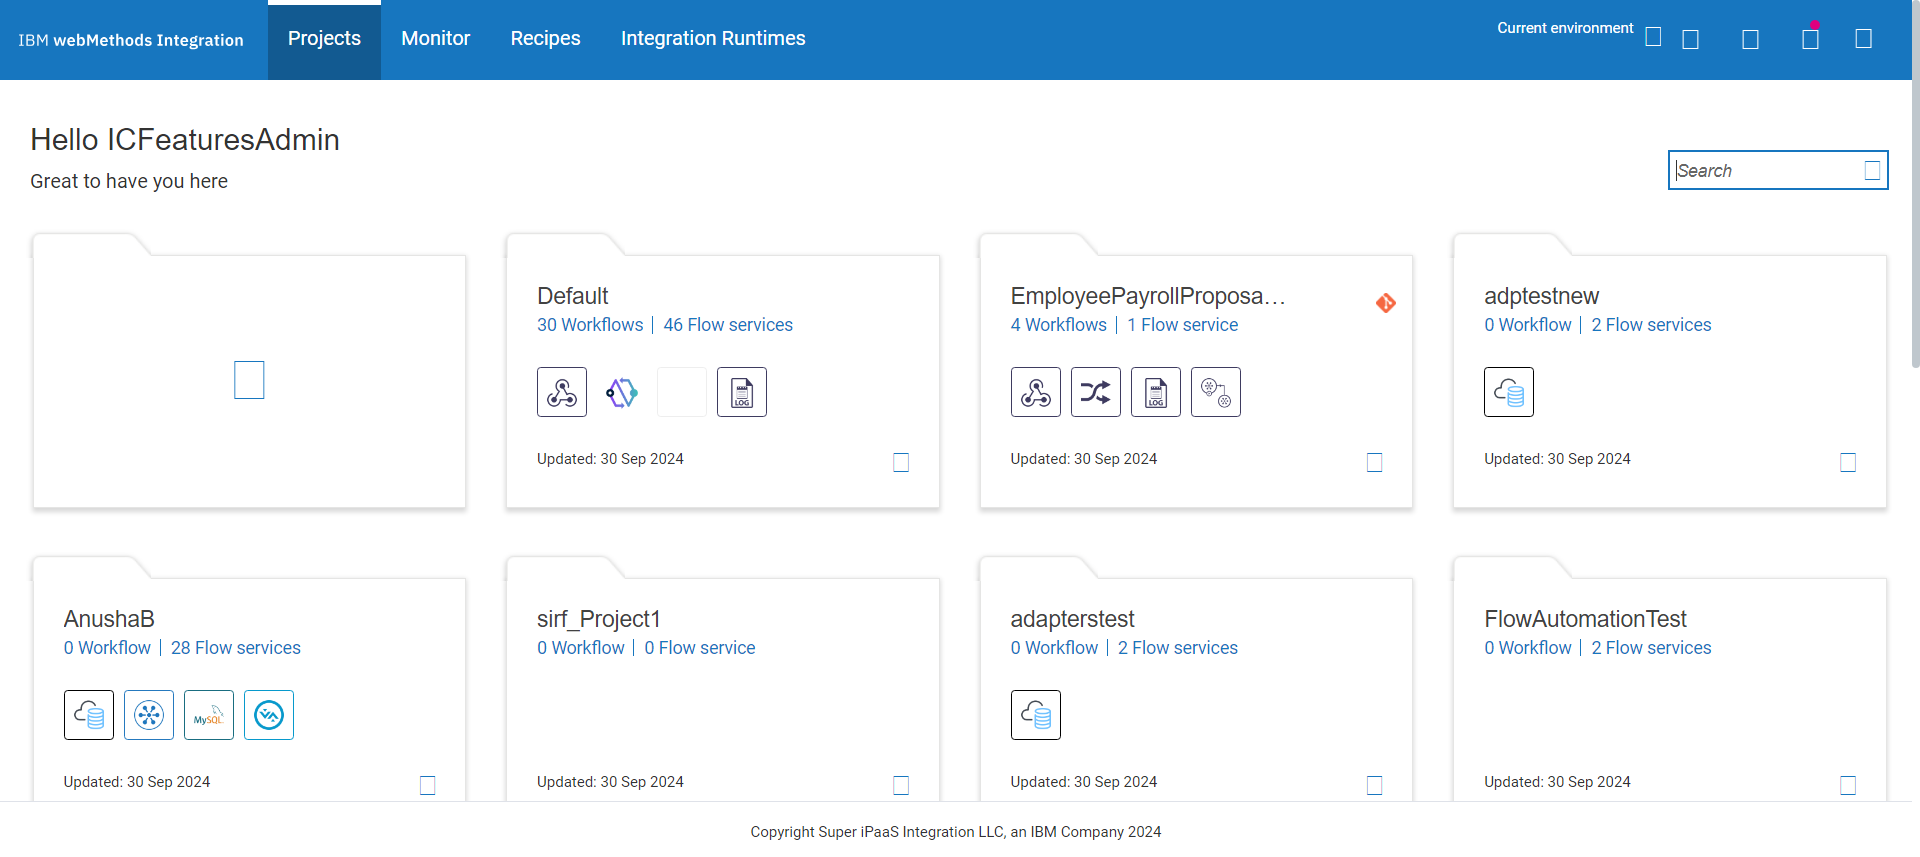 IBM webMethods Integration
Projects
Monitor
Recipes
Integration Runtimes
Current environment
Hello ICFeaturesAdmin
Great to have you here
Search
Default
30 Workflows | 46 Flow services
LOG
Updated: 30 Sep 2024
EmployeePayrollProposa...
4 Workflows | 1 Flow service
LOG
Updated: 30 Sep 2024
adptestnew
0 Workflow | 2 Flow services
Updated: 30 Sep 2024
AnushaB
0 Workflow | 28 Flow services
MySQL
Updated: 30 Sep 2024
sirf_Project1
0 Workflow | 0 Flow service
Updated: 30 Sep 2024
adapterstest
0 Workflow | 2 Flow services
Updated: 30 Sep 2024
FlowAutomationTest
0 Workflow | 2 Flow services
Updated: 30 Sep 2024
Copyright Super iPaaS Integration LLC, an IBM Company 2024